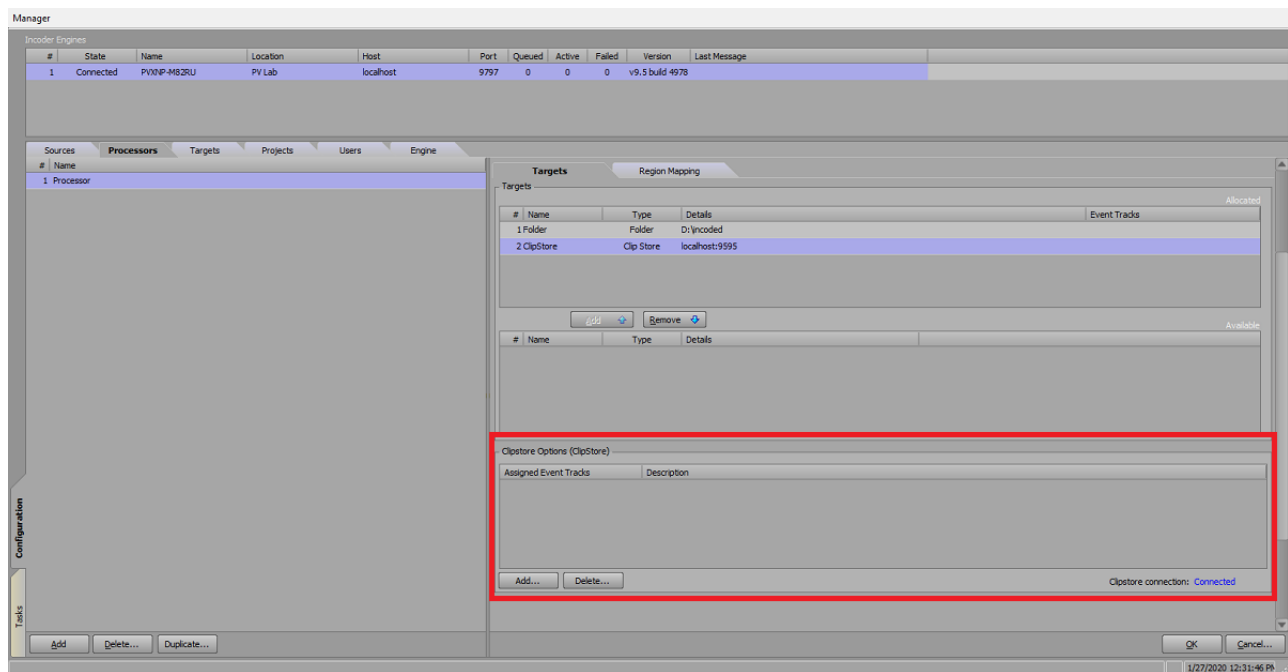 Manager
Incoder Engines
# State Name Location Host Port Queued Active Failed Version Last Message
1 Connected PVXNP-M82RU PV Lab localhost 9797 0 0 0 v9.5 build 4978
Sources Processors Targets Projects Users Engine
# Name
1 Processor
Targets Region Mapping
Targets
Allocated
# Name Type Details Event Tracks
1 Folder Folder D:\incoded
2 ClipStore Clip Store localhost:9595
Add Remove
Available
# Name Type Details
Clipstore Options (ClipStore)
Assigned Event Tracks Description
Add... Delete... Clipstore connection: Connected
Configuration
Tasks
Add Delete... Duplicate... OK Cancel...
1/27/2020 12:31:46 PM